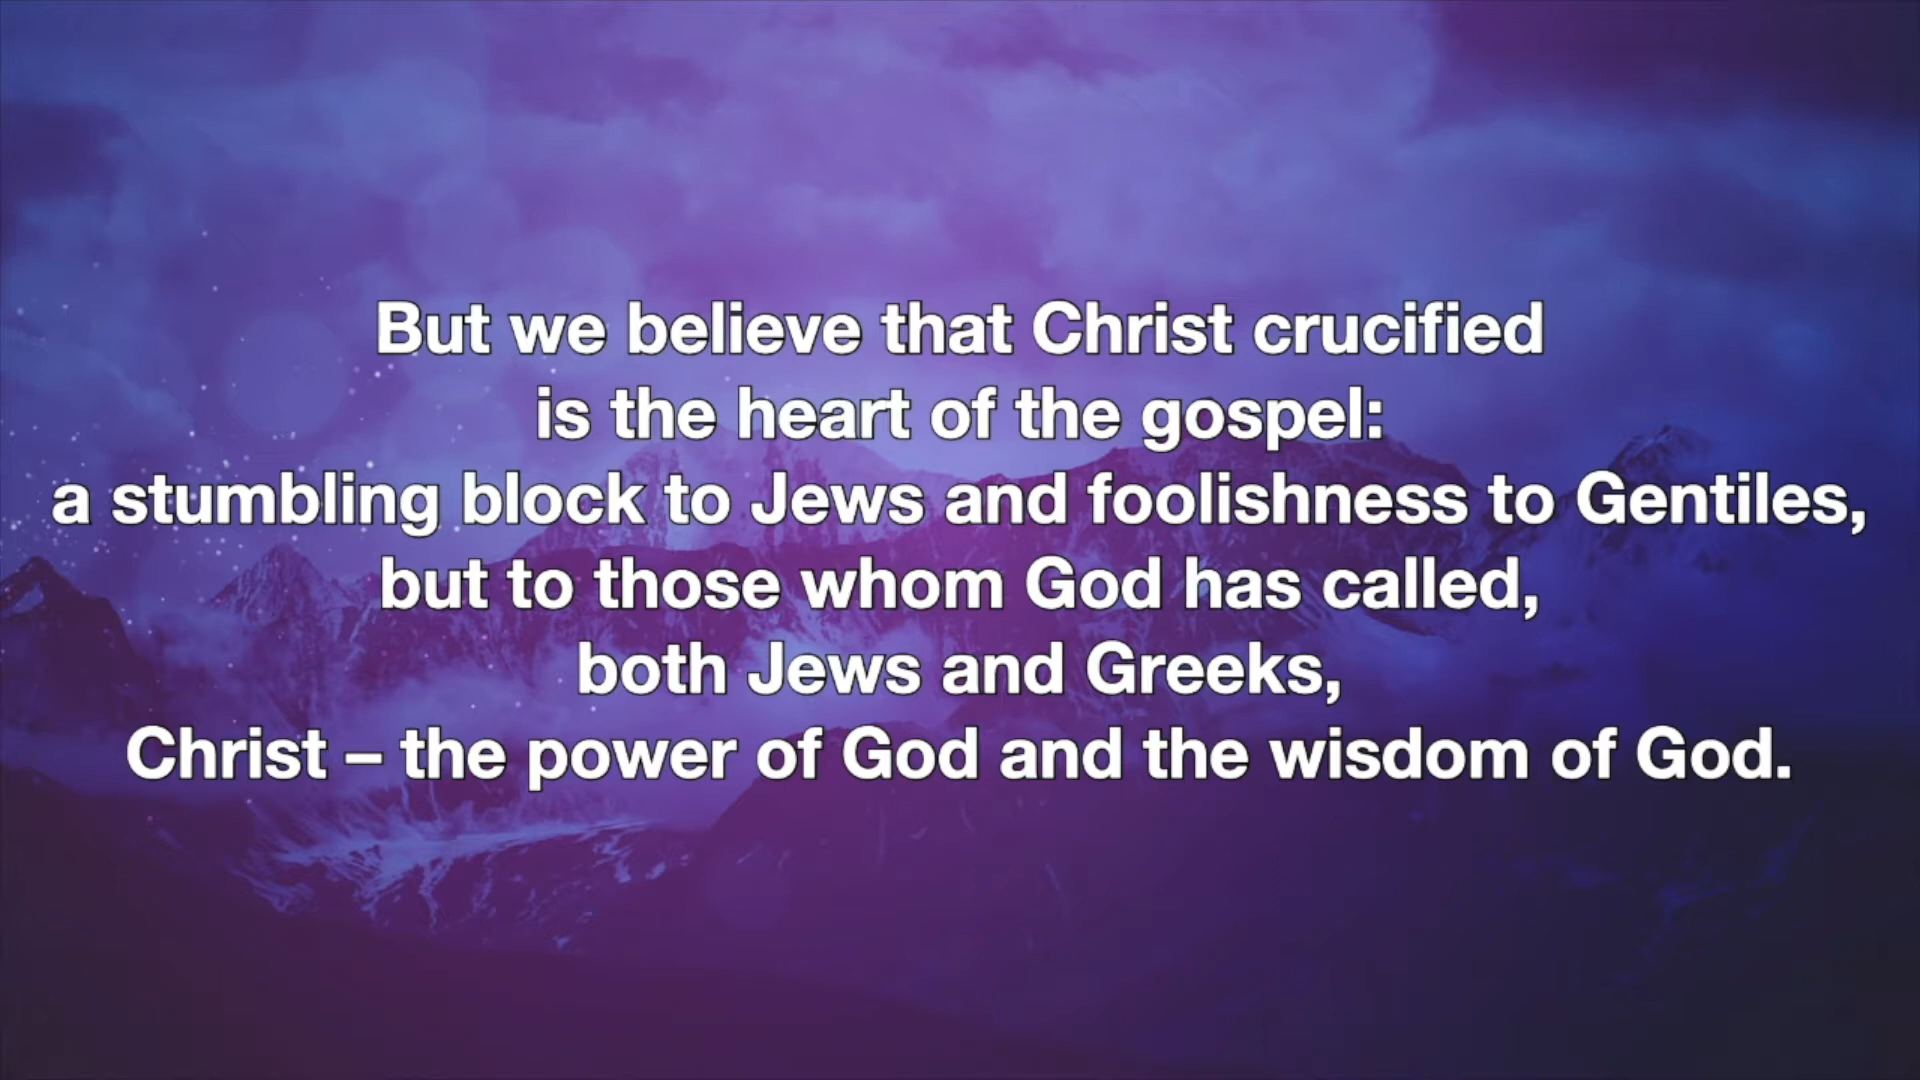 But we believe that Christ crucified
is the heart of the gospel:
a stumbling block to Jews and foolishness to Gentiles,
but to those whom God has called,
both Jews and Greeks,
Christ – the power of God and the wisdom of God.